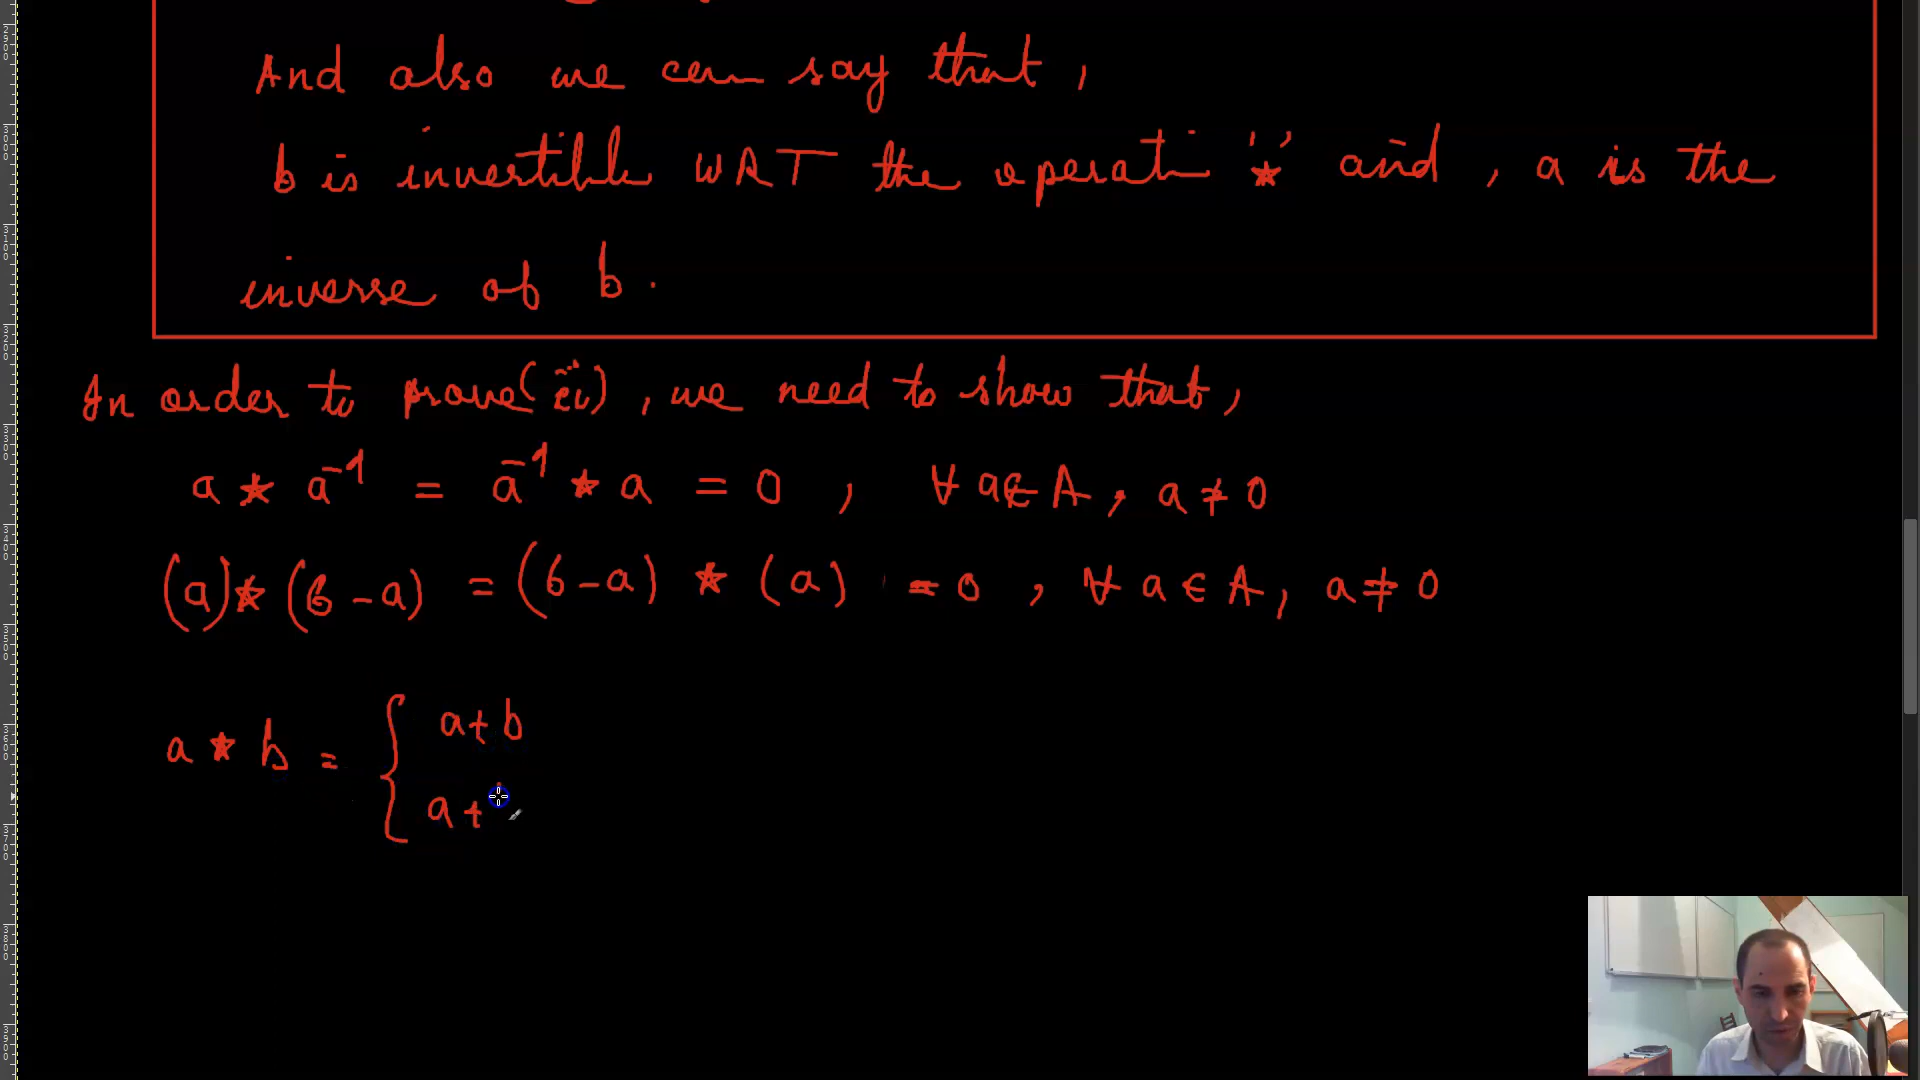 And also we can say that,
b is invertible WRT the operati '★' and, a is the
inverse of b.
In order to prove (ii), we need to show that,
a ★ a⁻¹ = a⁻¹ ★ a = 0, ∀ a ∈ A, a ≠ 0
(a) ★ (6 - a) = (6 - a) ★ (a) = 0, ∀ a ∈ A, a ≠ 0
a ★ b = { a + b
a +